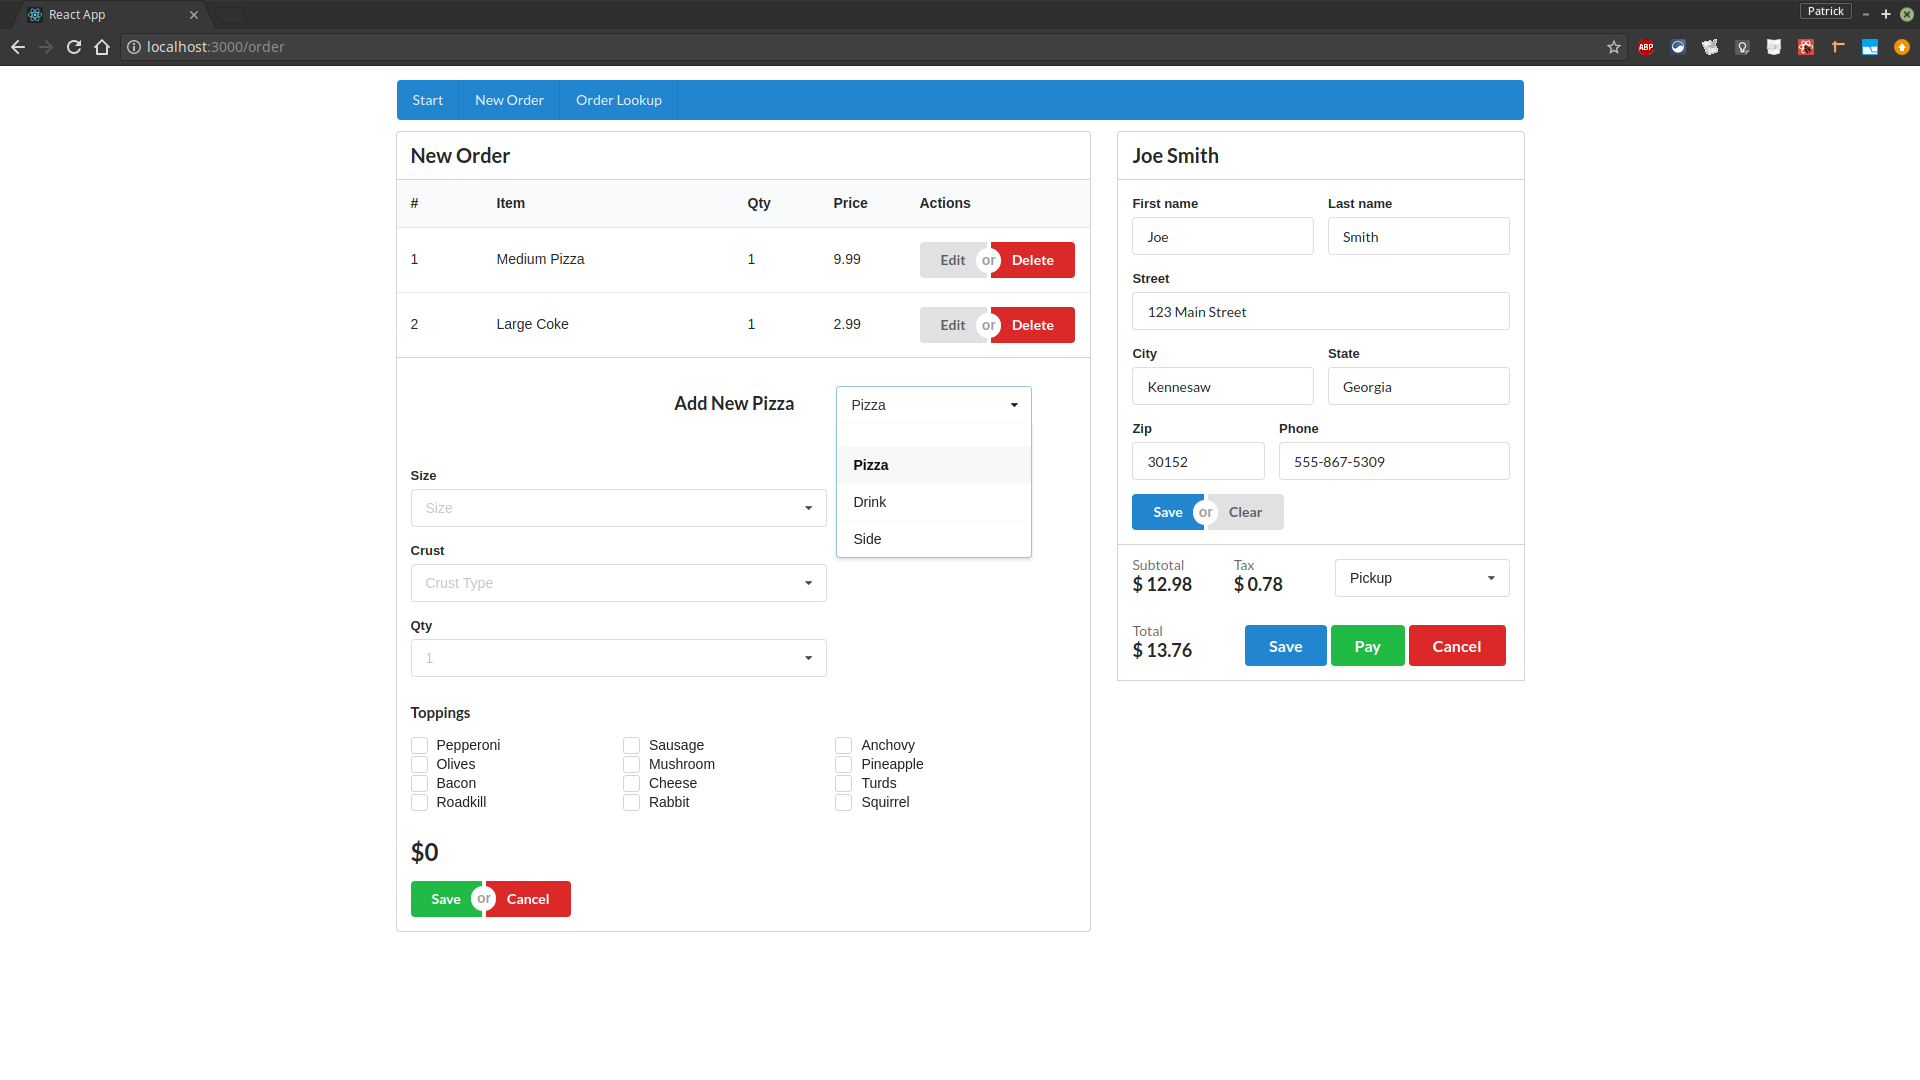 React App
Patrick
localhost:3000/order
ABP
Start New Order Order Lookup
New Order
# Item Qty Price Actions
1 Medium Pizza 1 9.99 Edit or Delete
2 Large Coke 1 2.99 Edit or Delete
Add New Pizza Pizza
Pizza
Drink
Side
Size
Size
Crust
Crust Type
Qty
1
Toppings
Pepperoni Sausage Anchovy
Olives Mushroom Pineapple
Bacon Cheese Turds
Roadkill Rabbit Squirrel
$0
Save or Cancel
Joe Smith
First name Last name
Joe Smith
Street
123 Main Street
City State
Kennesaw Georgia
Zip Phone
30152 555-867-5309
Save or Clear
Subtotal Tax
$ 12.98 $ 0.78 Pickup
Total
$ 13.76 Save Pay Cancel